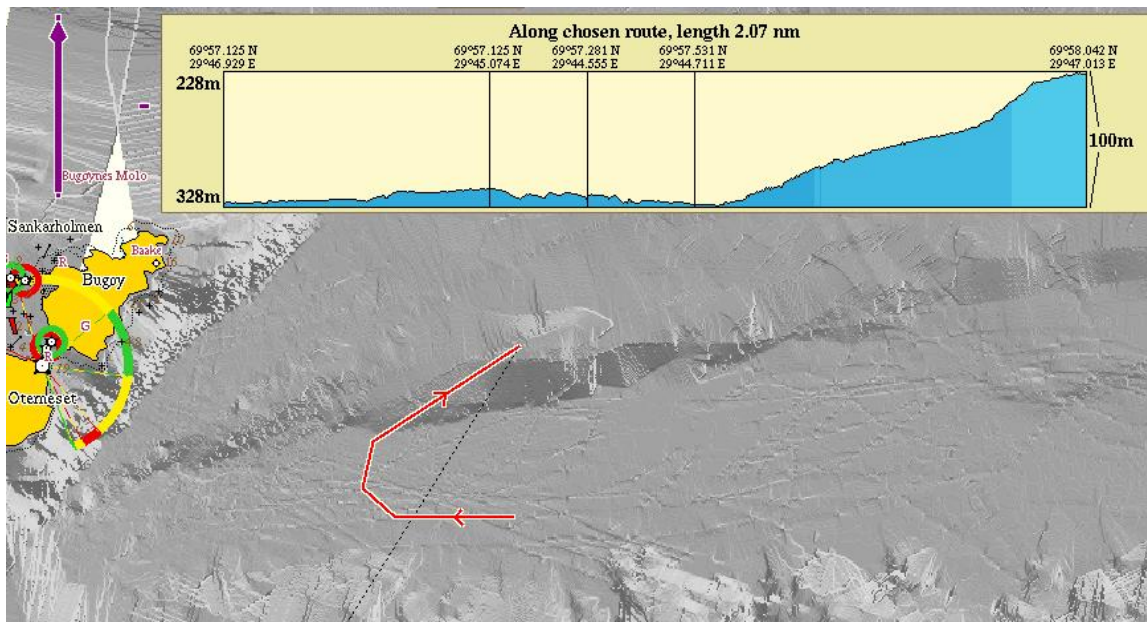 Along chosen route, length 2.07 nm
69°57.125 N 69°57.125 N 69°57.281 N 69°57.531 N 69°58.042 N
29°46.929 E 29°45.074 E 29°44.555 E 29°44.711 E 29°47.013 E
228m
100m
328m
Bugøynes Molo
Sankarholmen
Baake
R
Bugøy
G
R
Oterneset